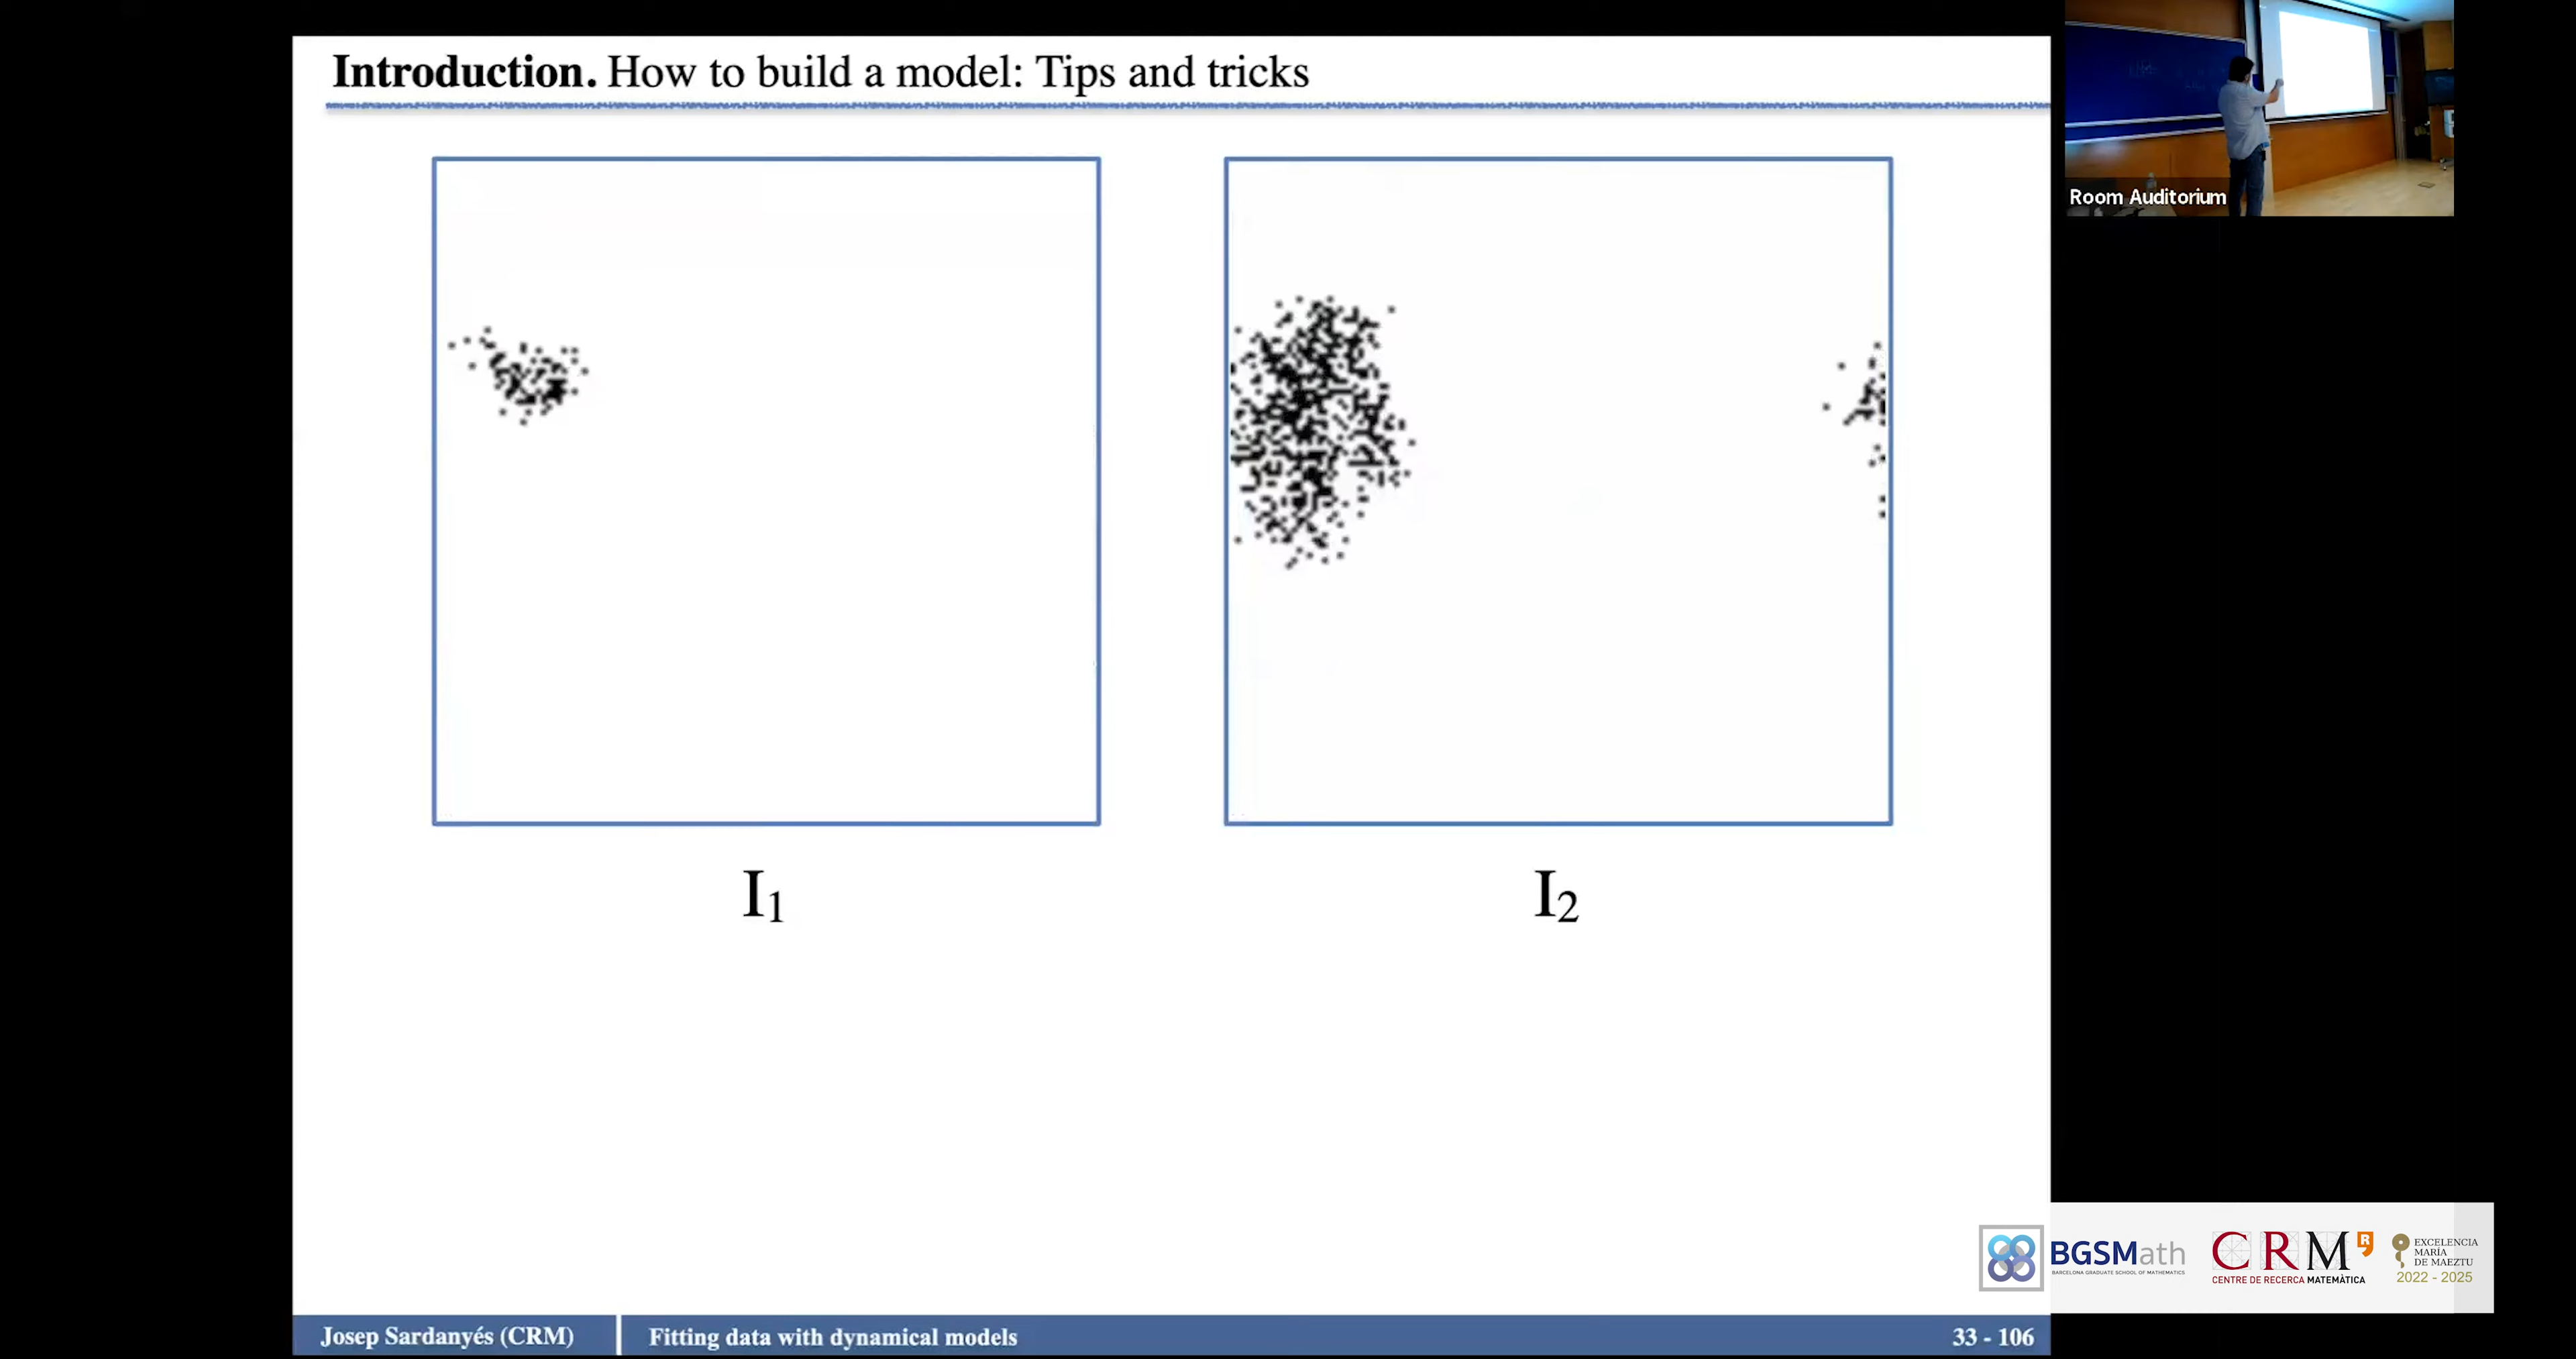 Introduction. How to build a model: Tips and tricks
Room Auditorium
I₁
I₂
BGSMath
BARCELONA GRADUATE SCHOOL OF MATHEMATICS
CRMR
CENTRE DE RECERCA MATEMÀTICA
EXCELENCIA
MARÍA
DE MAEZTU
2022 - 2025
Josep Sardanyés (CRM)
Fitting data with dynamical models
33 - 106